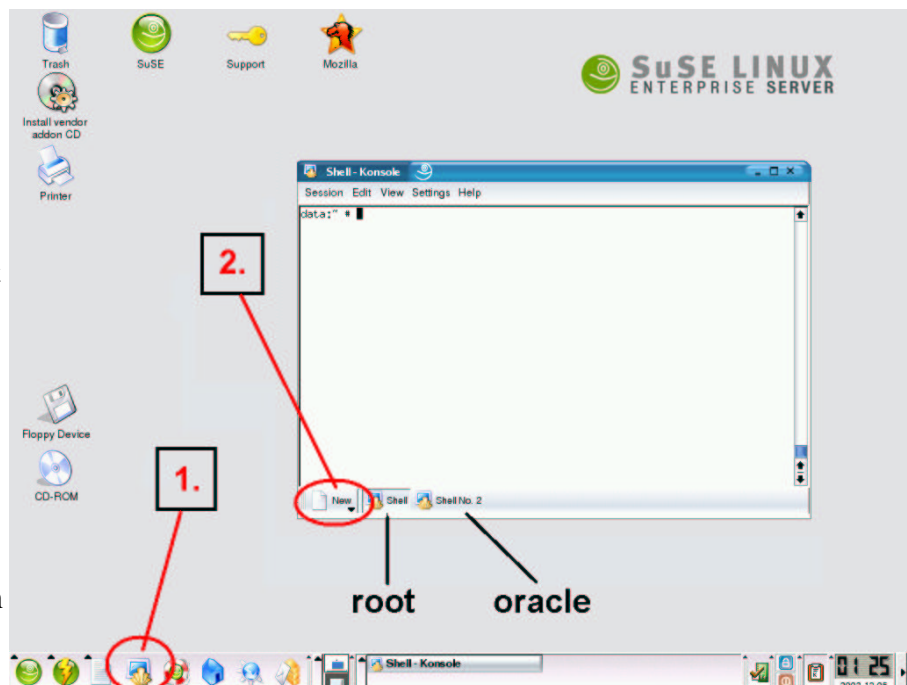 Trash
SuSE
Support
Mozilla
SuSE LINUX
ENTERPRISE SERVER
Install vendor
addon CD
Printer
Shell - Konsole
Session Edit View Settings Help
data:~ #
2.
Floppy Device
1.
CD-ROM
New
Shell
Shell No. 2
root
oracle
Shell - Konsole
01 25